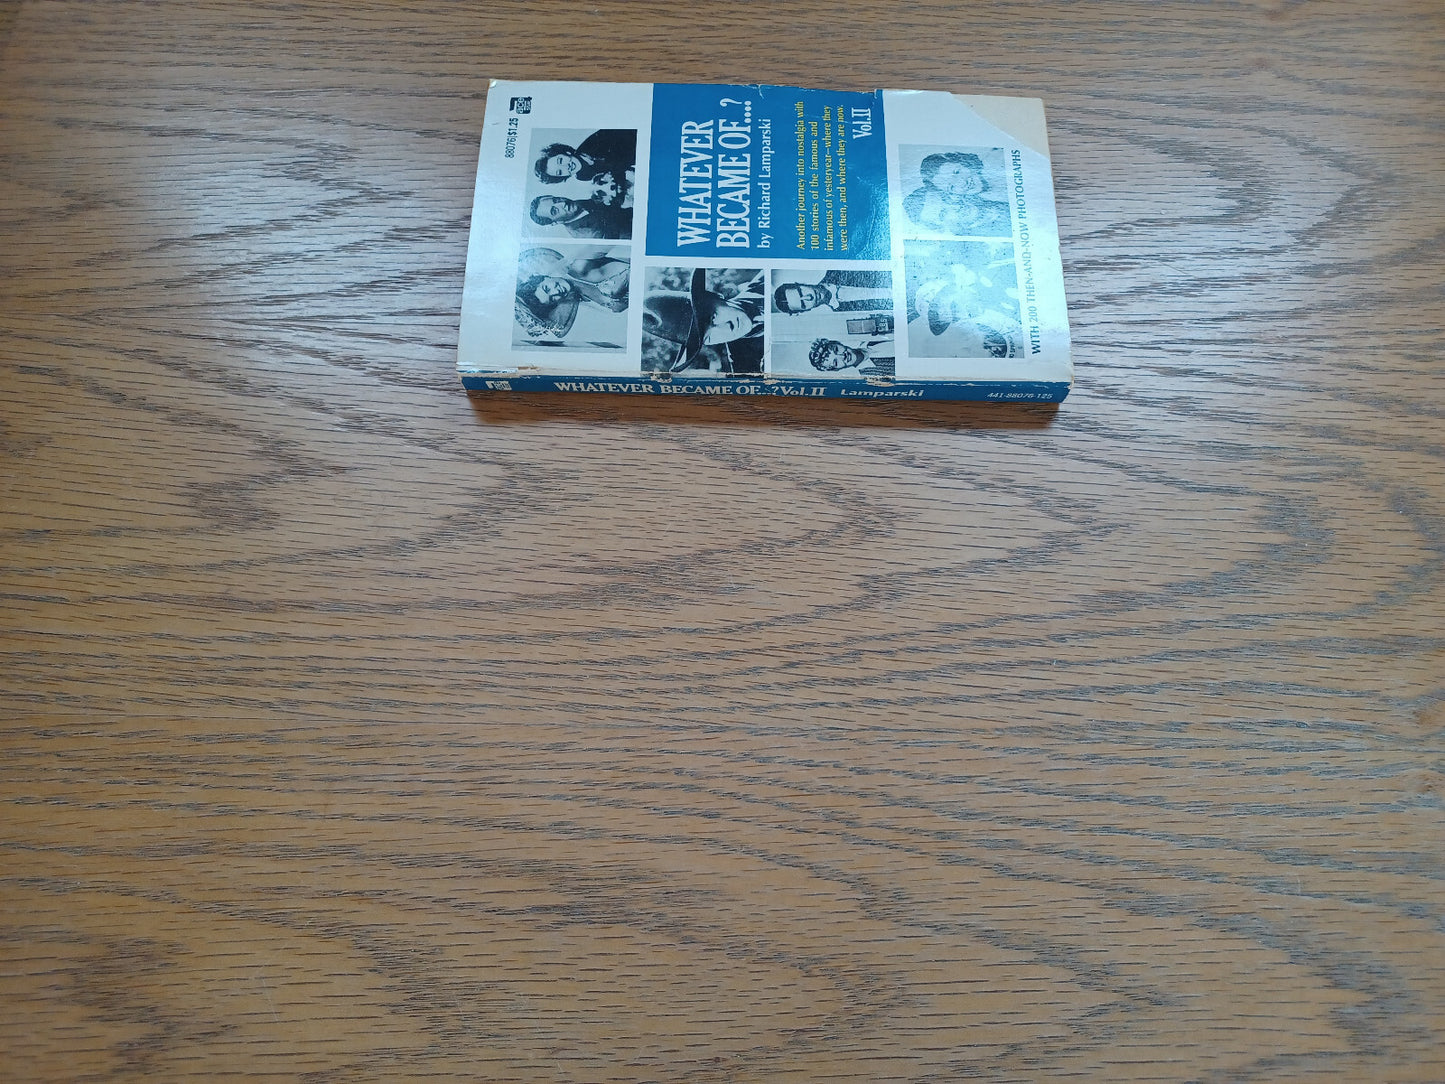 88076|$1.25
ACE
WHATEVER
BECAME OF....?
by Richard Lamparski
Another journey into nostalgia with
100 stories of the famous and
infamous of yesteryear—where they
were then, and where they are now.
Vol.II
WITH 200 THEN-AND-NOW PHOTOGRAPHS
WHATEVER BECAME OF...? Vol.II Lamparski 441-88076-125